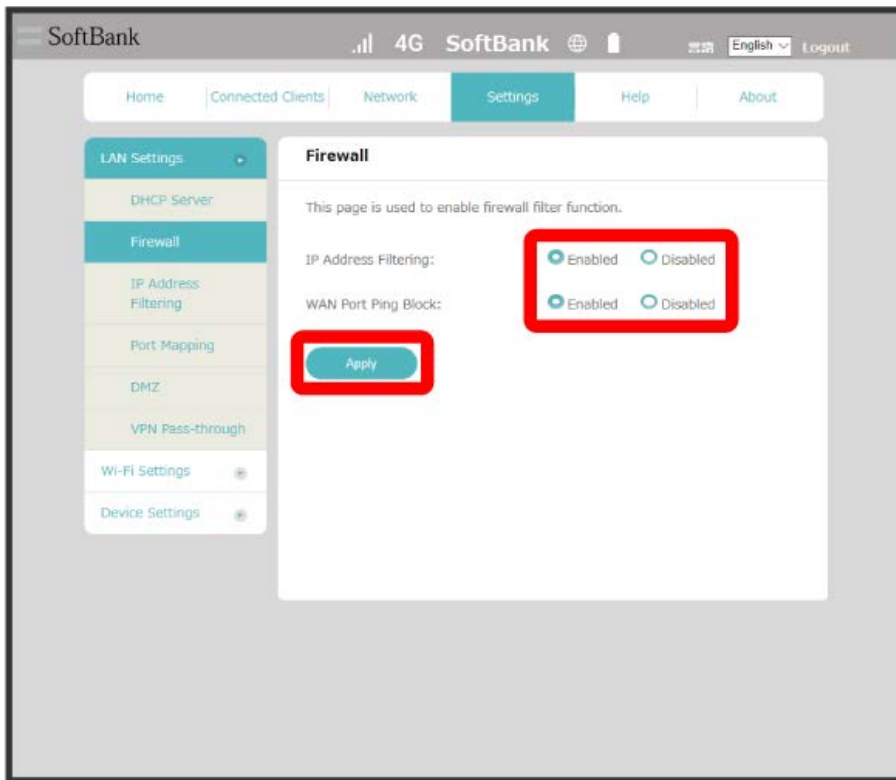 SoftBank
4G SoftBank
言語 English Logout
Home Connected Clients Network Settings Help About
LAN Settings
DHCP Server
Firewall
IP Address
Filtering
Port Mapping
DMZ
VPN Pass-through
Wi-Fi Settings
Device Settings
Firewall
This page is used to enable firewall filter function.
IP Address Filtering: Enabled Disabled
WAN Port Ping Block: Enabled Disabled
Apply